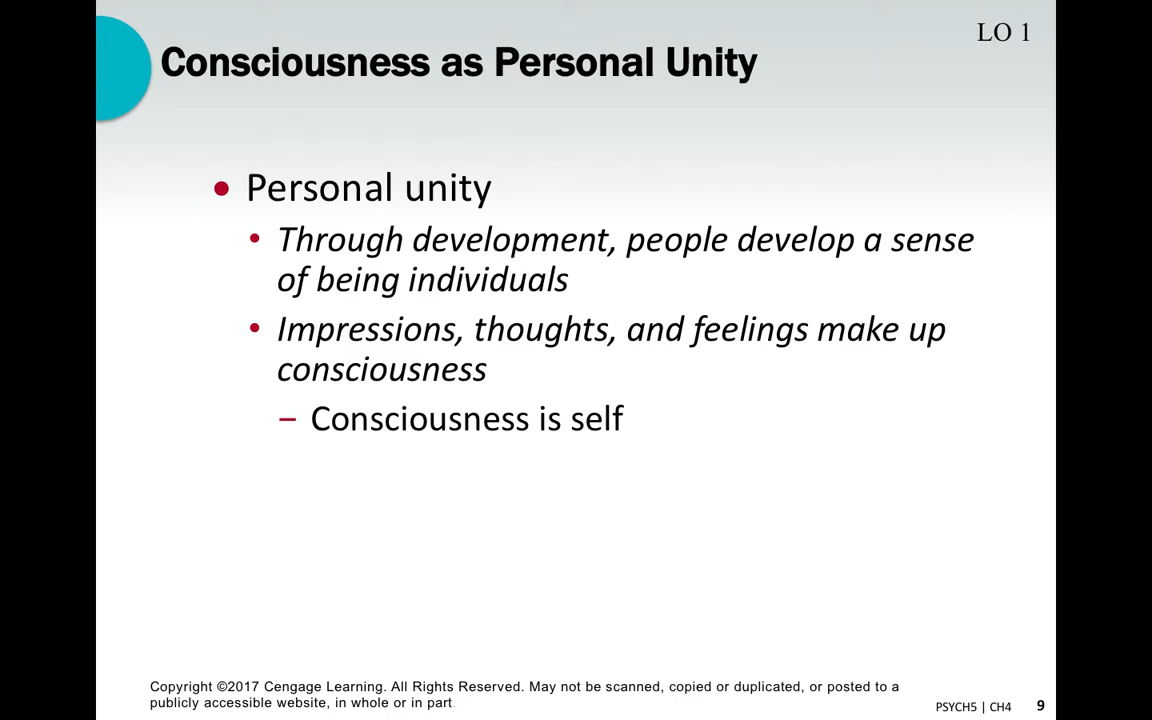 LO 1
Consciousness as Personal Unity
• Personal unity
• Through development, people develop a sense
of being individuals
• Impressions, thoughts, and feelings make up
consciousness
– Consciousness is self
Copyright ©2017 Cengage Learning. All Rights Reserved. May not be scanned, copied or duplicated, or posted to a
publicly accessible website, in whole or in part.
PSYCH5 | CH4 9